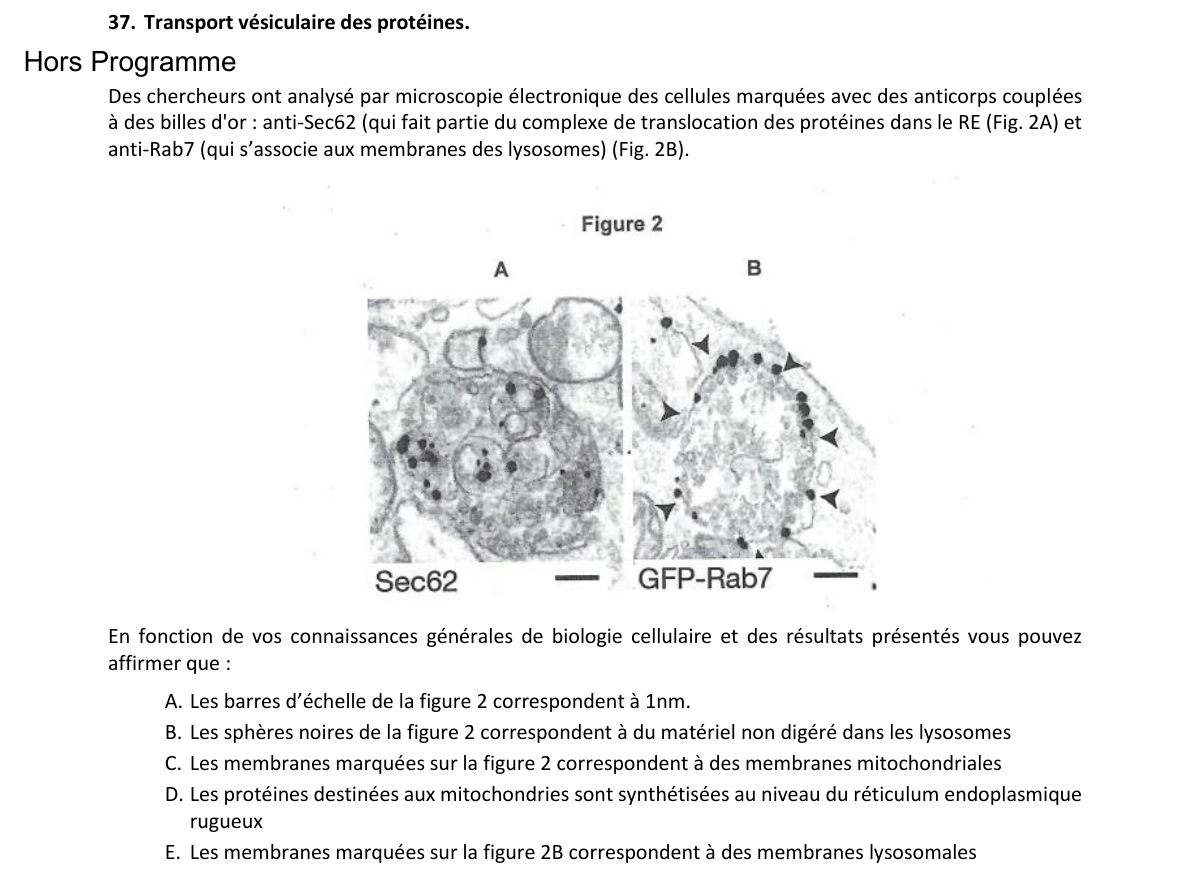 37. Transport vésiculaire des protéines.
Hors Programme
Des chercheurs ont analysé par microscopie électronique des cellules marquées avec des anticorps couplées
à des billes d'or : anti-Sec62 (qui fait partie du complexe de translocation des protéines dans le RE (Fig. 2A) et
anti-Rab7 (qui s'associe aux membranes des lysosomes) (Fig. 2B).
Figure 2
A B
Sec62 GFP-Rab7
En fonction de vos connaissances générales de biologie cellulaire et des résultats présentés vous pouvez
affirmer que :
A. Les barres d'échelle de la figure 2 correspondent à 1nm.
B. Les sphères noires de la figure 2 correspondent à du matériel non digéré dans les lysosomes
C. Les membranes marquées sur la figure 2 correspondent à des membranes mitochondriales
D. Les protéines destinées aux mitochondries sont synthétisées au niveau du réticulum endoplasmique
rugueux
E. Les membranes marquées sur la figure 2B correspondent à des membranes lysosomales